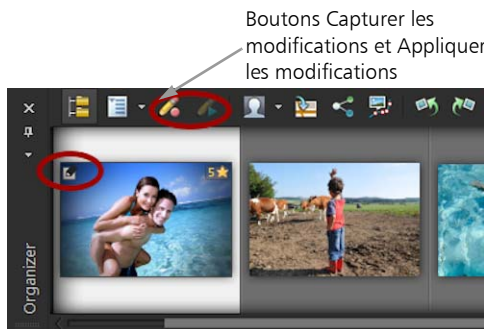 Boutons Capturer les
modifications et Appliquer
les modifications
5
Organizer